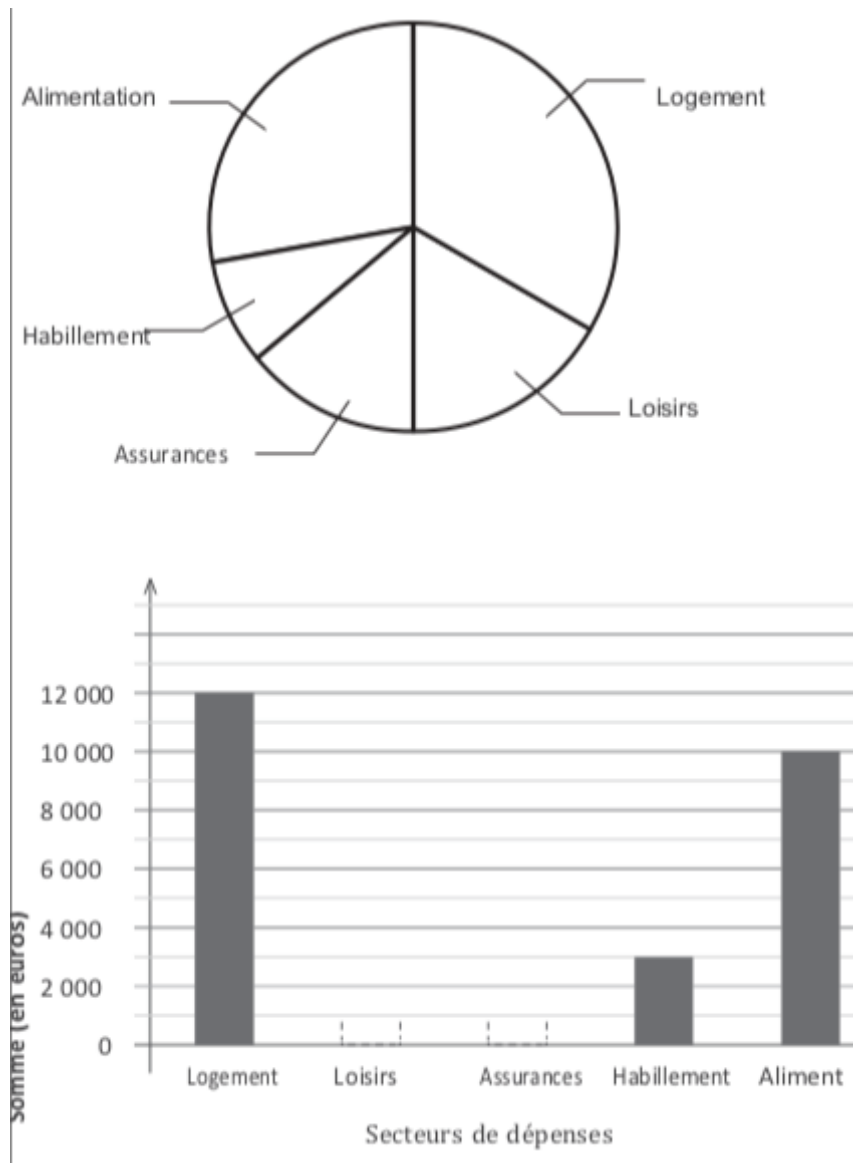 Alimentation
Logement
Habillement
Loisirs
Assurances
12 000
10 000
8 000
6 000
4 000
2 000
0
Somme (en euros)
Logement
Loisirs
Assurances
Habillement
Aliment
Secteurs de dépenses